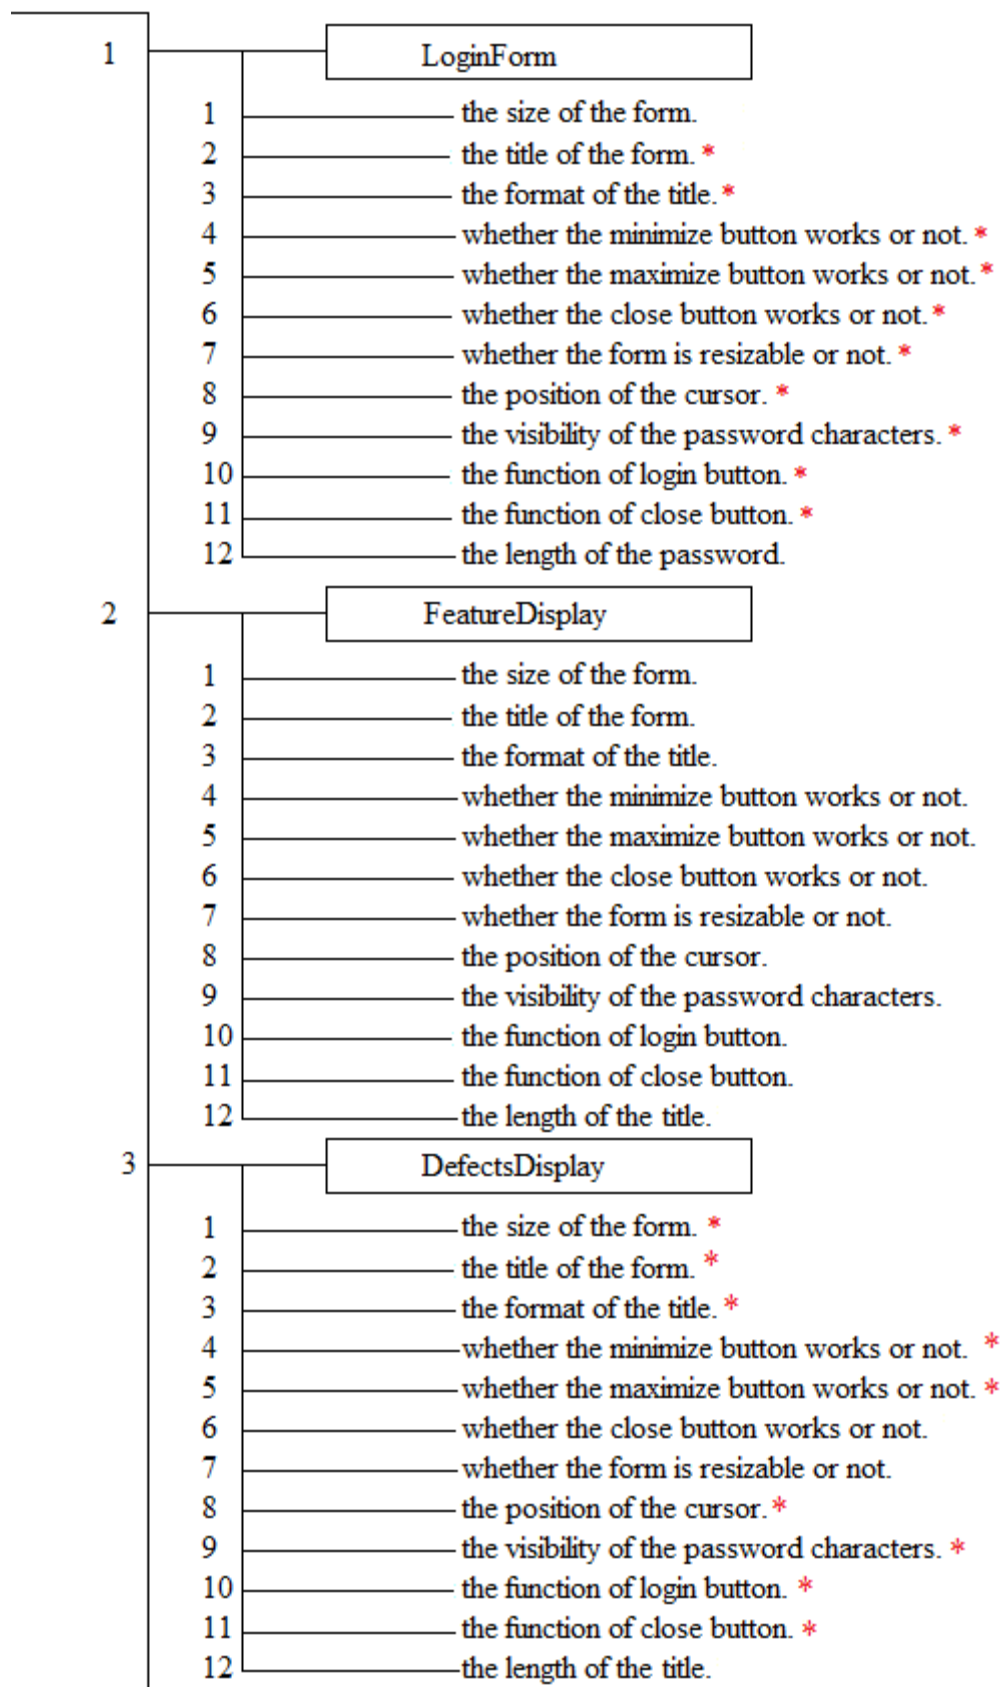 1 LoginForm
1 the size of the form.
2 the title of the form. *
3 the format of the title. *
4 whether the minimize button works or not. *
5 whether the maximize button works or not. *
6 whether the close button works or not. *
7 whether the form is resizable or not. *
8 the position of the cursor. *
9 the visibility of the password characters. *
10 the function of login button. *
11 the function of close button. *
12 the length of the password.
2 FeatureDisplay
1 the size of the form.
2 the title of the form.
3 the format of the title.
4 whether the minimize button works or not.
5 whether the maximize button works or not.
6 whether the close button works or not.
7 whether the form is resizable or not.
8 the position of the cursor.
9 the visibility of the password characters.
10 the function of login button.
11 the function of close button.
12 the length of the title.
3 DefectsDisplay
1 the size of the form. *
2 the title of the form. *
3 the format of the title. *
4 whether the minimize button works or not. *
5 whether the maximize button works or not. *
6 whether the close button works or not.
7 whether the form is resizable or not.
8 the position of the cursor. *
9 the visibility of the password characters. *
10 the function of login button. *
11 the function of close button. *
12 the length of the title.